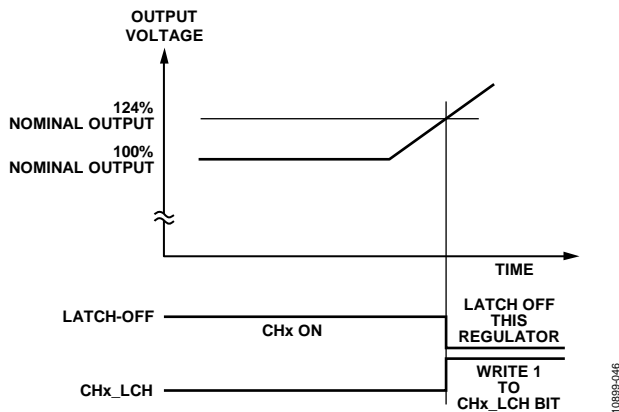 OUTPUT
VOLTAGE
124%
NOMINAL OUTPUT
100%
NOMINAL OUTPUT
TIME
LATCH-OFF
CHx ON
LATCH OFF
THIS
REGULATOR
CHx_LCH
WRITE 1
TO
CHx_LCH BIT
10899-046